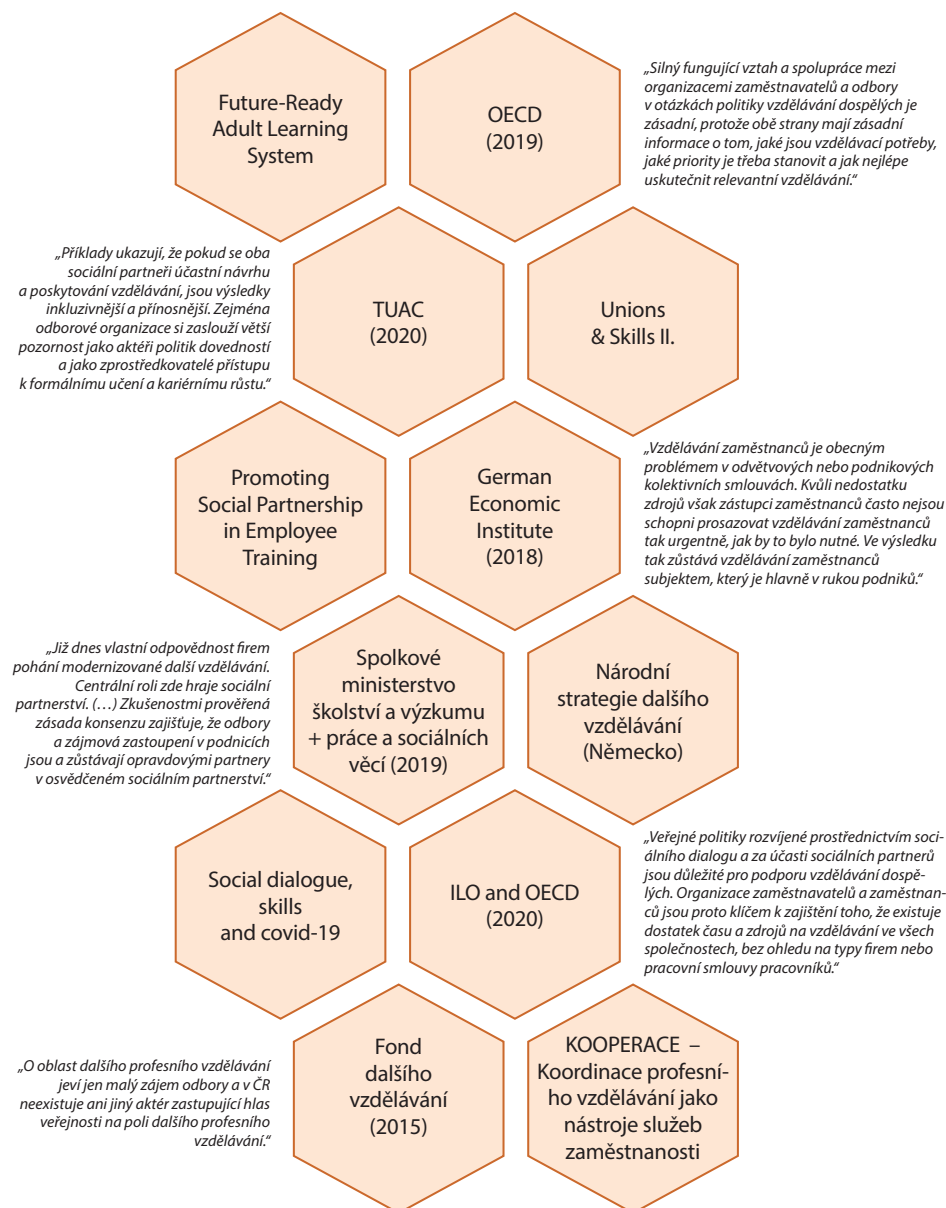 Future-Ready
Adult Learning
System
OECD
(2019)
„Silný fungující vztah a spolupráce mezi
organizacemi zaměstnavatelů a odbory
v otázkách politiky vzdělávání dospělých je
zásadní, protože obě strany mají zásadní
informace o tom, jaké jsou vzdělávací potřeby,
jaké priority je třeba stanovit a jak nejlépe
uskutečnit relevantní vzdělávání.“
„Příklady ukazují, že pokud se oba
sociální partneři účastní návrhu
a poskytování vzdělávání, jsou výsledky
inkluzivnější a přínosnější. Zejména
odborové organizace si zaslouží větší
pozornost jako aktéři politik dovedností
a jako zprostředkovatelé přístupu
k formálnímu učení a kariérnímu růstu.“
TUAC
(2020)
Unions
& Skills II.
Promoting
Social Partnership
in Employee
Training
German
Economic
Institute
(2018)
„Vzdělávání zaměstnanců je obecným
problémem v odvětvových nebo podnikových
kolektivních smlouvách. Kvůli nedostatku
zdrojů však zástupci zaměstnanců často nejsou
schopni prosazovat vzdělávání zaměstnanců
tak urgentně, jak by to bylo nutné. Ve výsledku
tak zůstává vzdělávání zaměstnanců
subjektem, který je hlavně v rukou podniků.“
„Již dnes vlastní odpovědnost firem
pohání modernizované další vzdělávání.
Centrální roli zde hraje sociální
partnerství. (…) Zkušenostmi prověřená
zásada konsenzu zajišťuje, že odbory
a zájmová zastoupení v podnicích
jsou a zůstávají opravdovými partnery
v osvědčeném sociálním partnerství.“
Spolkové
ministerstvo
školství a výzkumu
+ práce a sociálních
věcí (2019)
Národní
strategie dalšího
vzdělávání
(Německo)
Social dialogue,
skills
and covid-19
ILO and OECD
(2020)
„Veřejné politiky rozvíjené prostřednictvím soci-
álního dialogu a za účasti sociálních partnerů
jsou důležité pro podporu vzdělávání dospě-
lých. Organizace zaměstnavatelů a zaměstnan-
ců jsou proto klíčem k zajištění toho, že existuje
dostatek času a zdrojů na vzdělávání ve všech
společnostech, bez ohledu na typy firem nebo
pracovní smlouvy pracovníků.“
„O oblast dalšího profesního vzdělávání
jeví jen malý zájem odbory a v ČR
neexistuje ani jiný aktér zastupující hlas
veřejnosti na poli dalšího profesního
vzdělávání.“
Fond
dalšího
vzdělávání
(2015)
KOOPERACE –
Koordinace profesní-
ho vzdělávání jako
nástroje služeb
zaměstnanosti